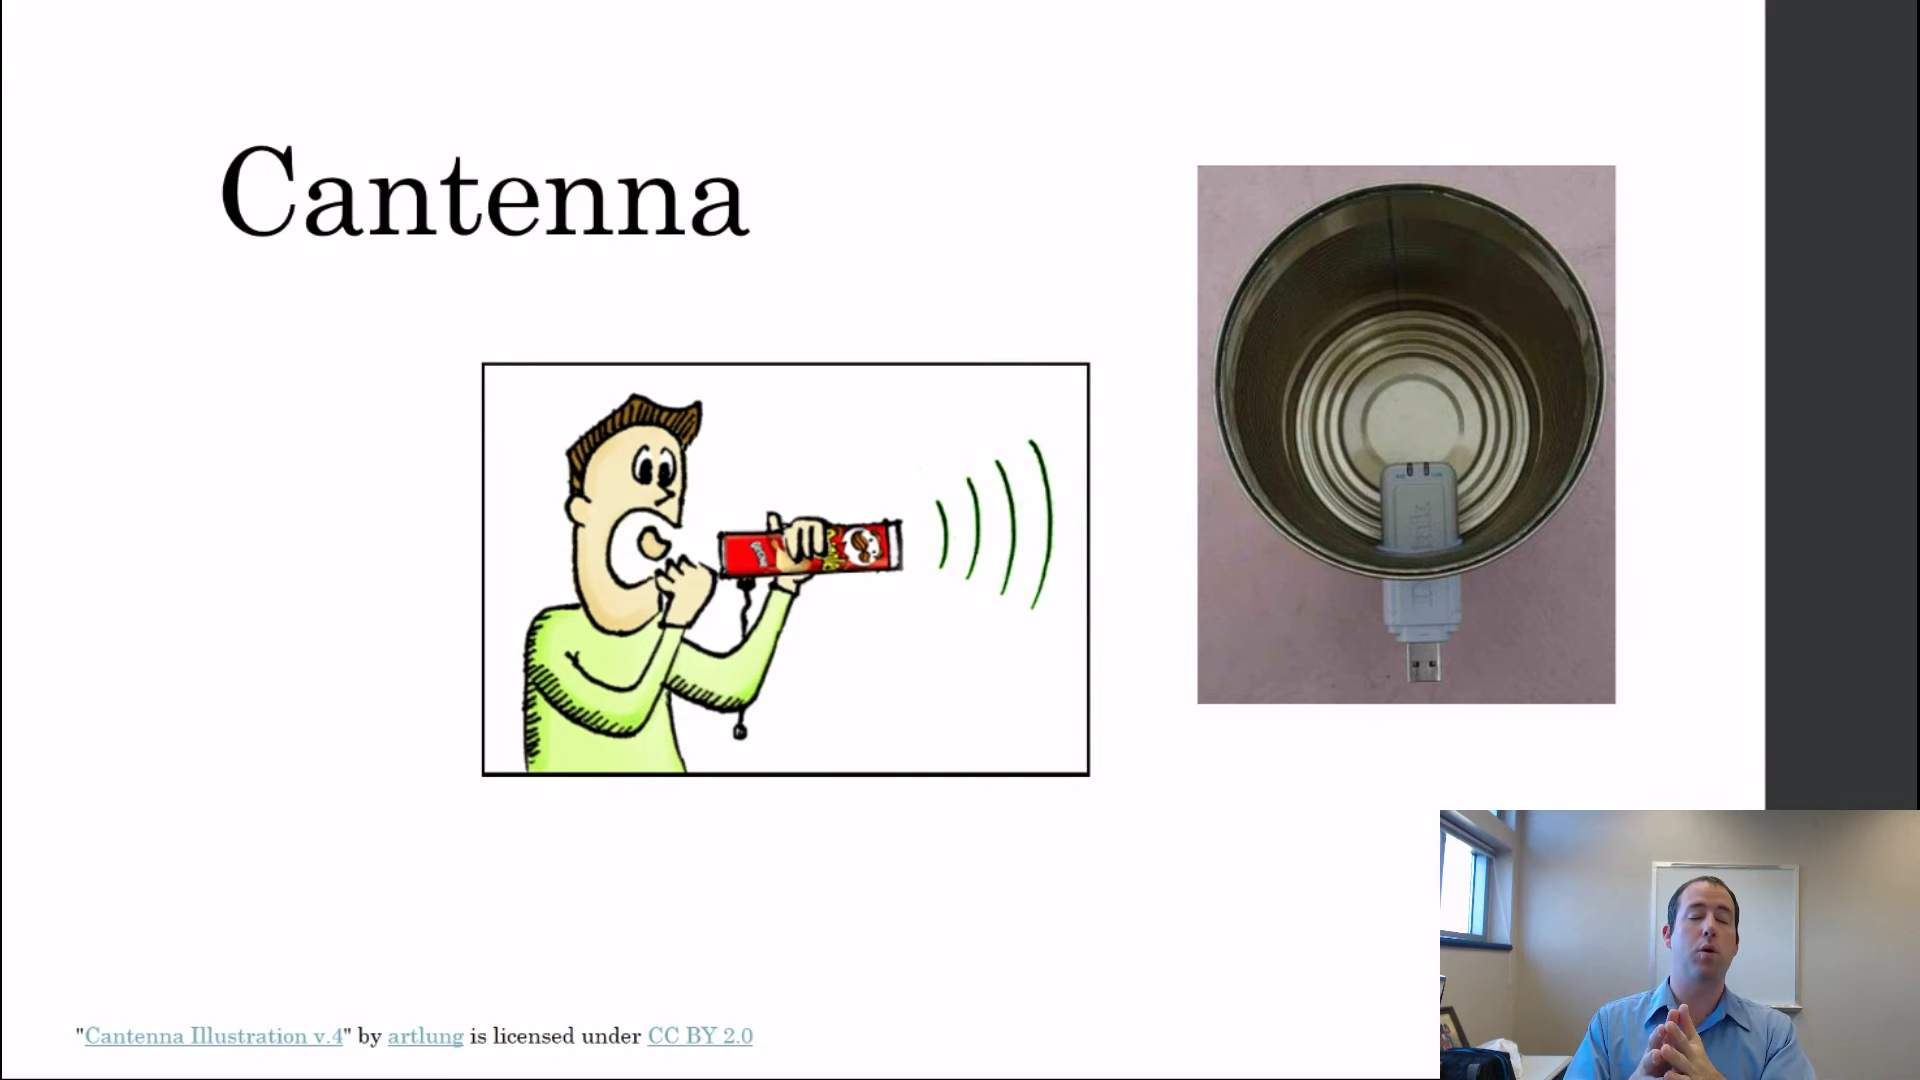 Cantenna
"Cantenna Illustration v.4" by artlung is licensed under CC BY 2.0